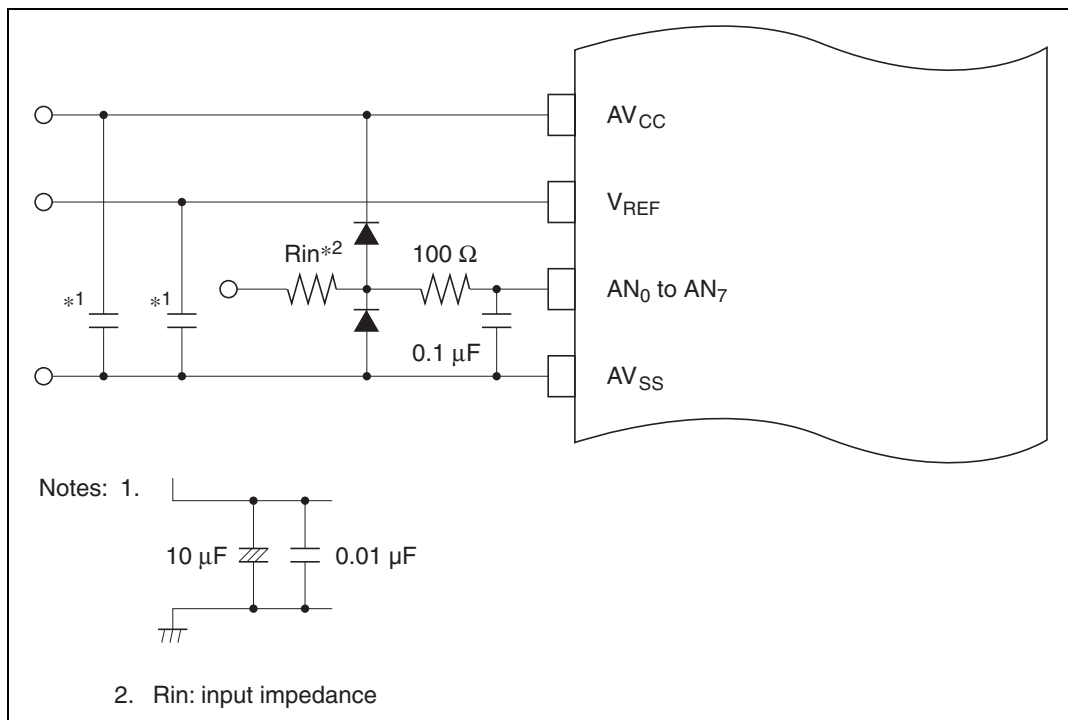 AVCC
VREF
Rin*2
100 Ω
*1
*1
AN0 to AN7
0.1 μF
AVSS
Notes: 1.
10 μF
0.01 μF
2. Rin: input impedance